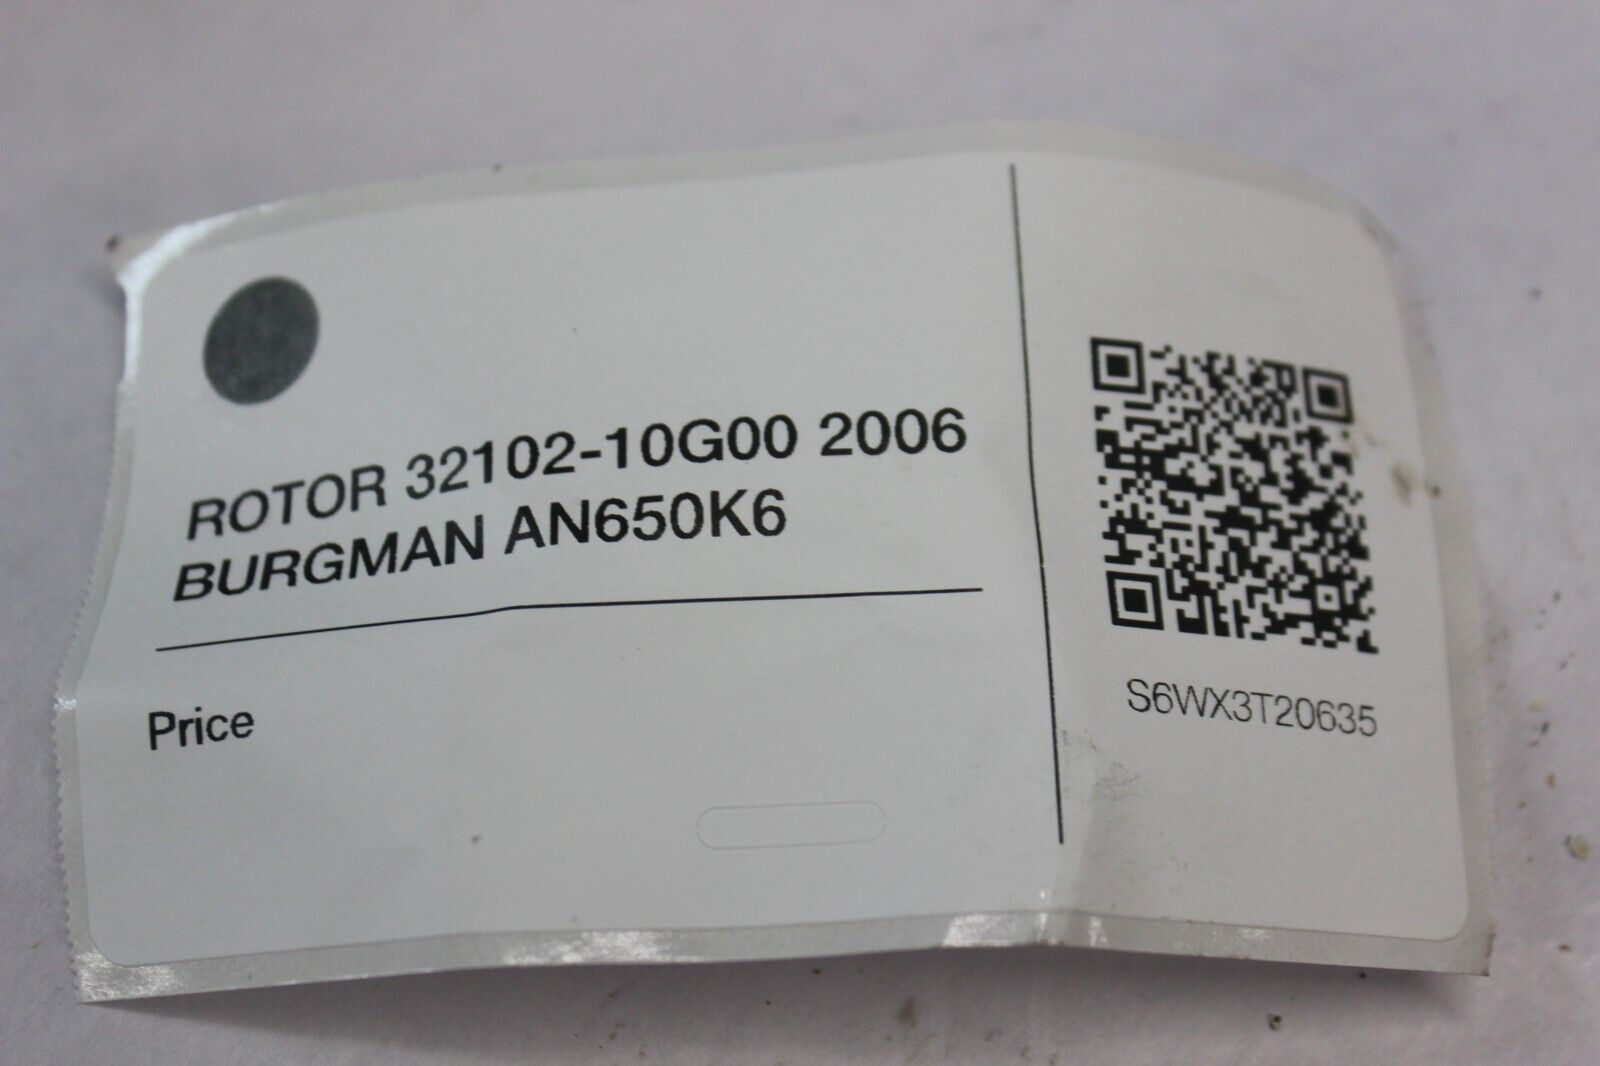 ROTOR 32102-10G00 2006
BURGMAN AN650K6
Price
S6WX3T20635